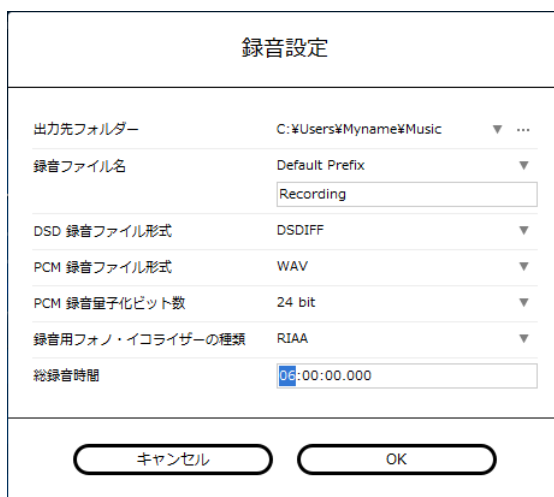 録音設定
出力先フォルダー C:¥Users¥Myname¥Music ▼ ···
録音ファイル名 Default Prefix ▼
Recording
DSD 録音ファイル形式 DSDIFF ▼
PCM 録音ファイル形式 WAV ▼
PCM 録音量子化ビット数 24 bit ▼
録音用フォノ・イコライザーの種類 RIAA ▼
総録音時間 06:00:00.000
キャンセル OK